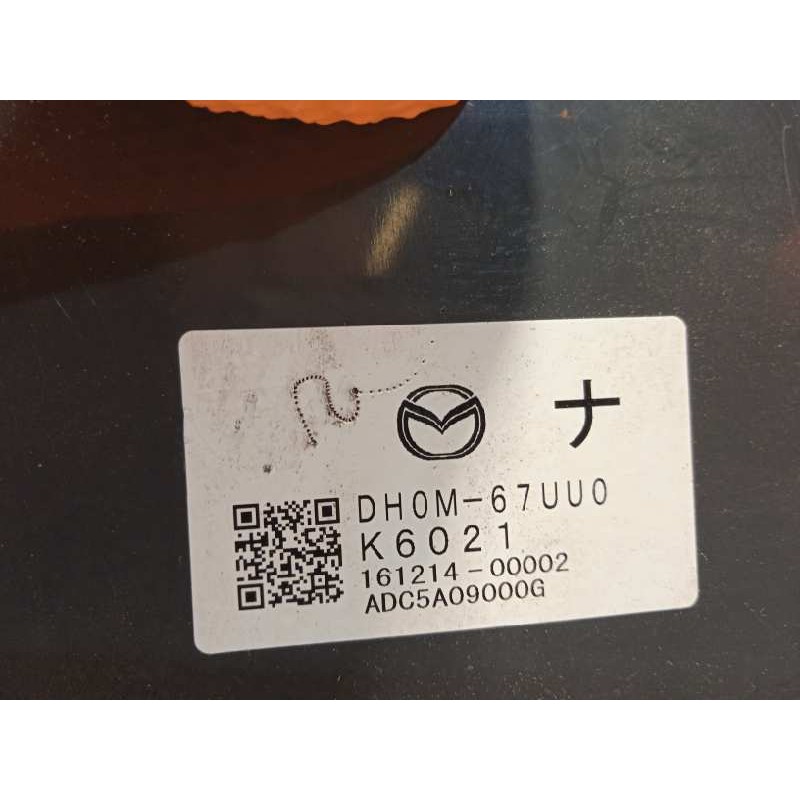 ナ
DH0M-67UU0
K6021
161214-00002
ADC5A09000G